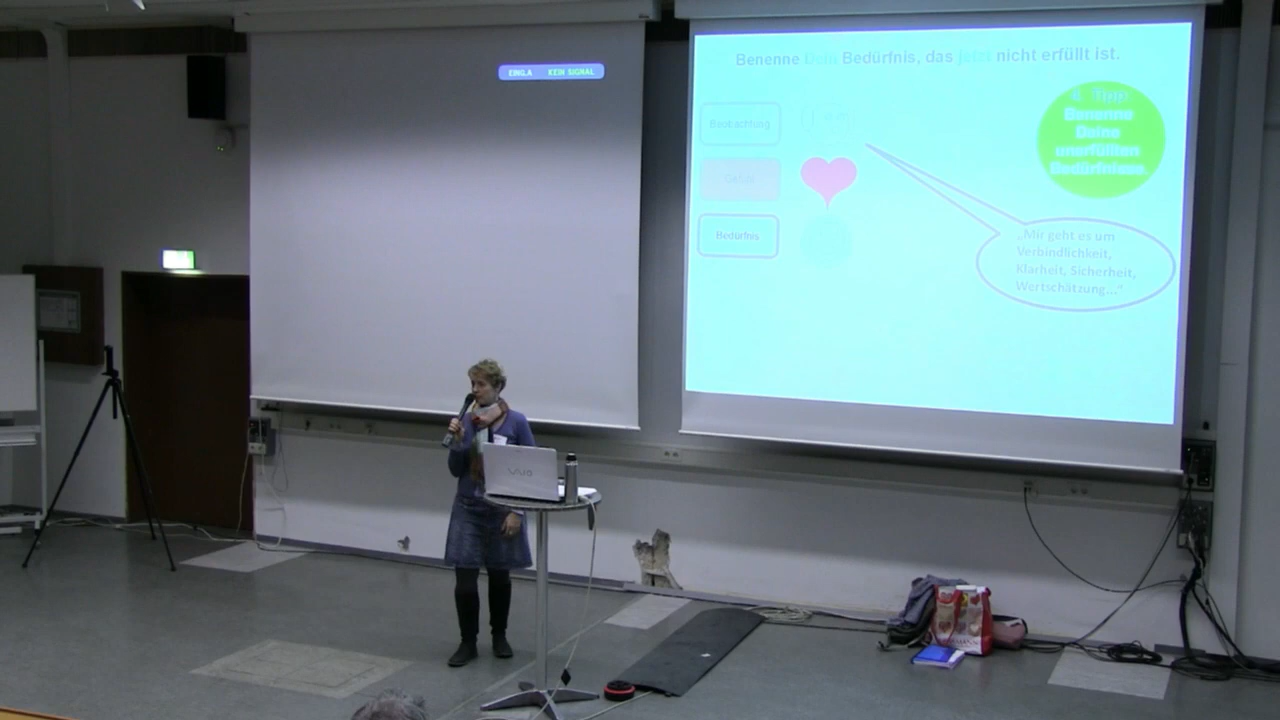 EING.A KEIN SIGNAL
Benenne Dein Bedürfnis, das jetzt nicht erfüllt ist.
4. Tipp
Benenne
Deine
unerfüllten
Bedürfnisse.
Beobachtung
Gefühl
Bedürfnis
„Mir geht es um
Verbindlichkeit,
Klarheit, Sicherheit,
Wertschätzung..."
VAIO